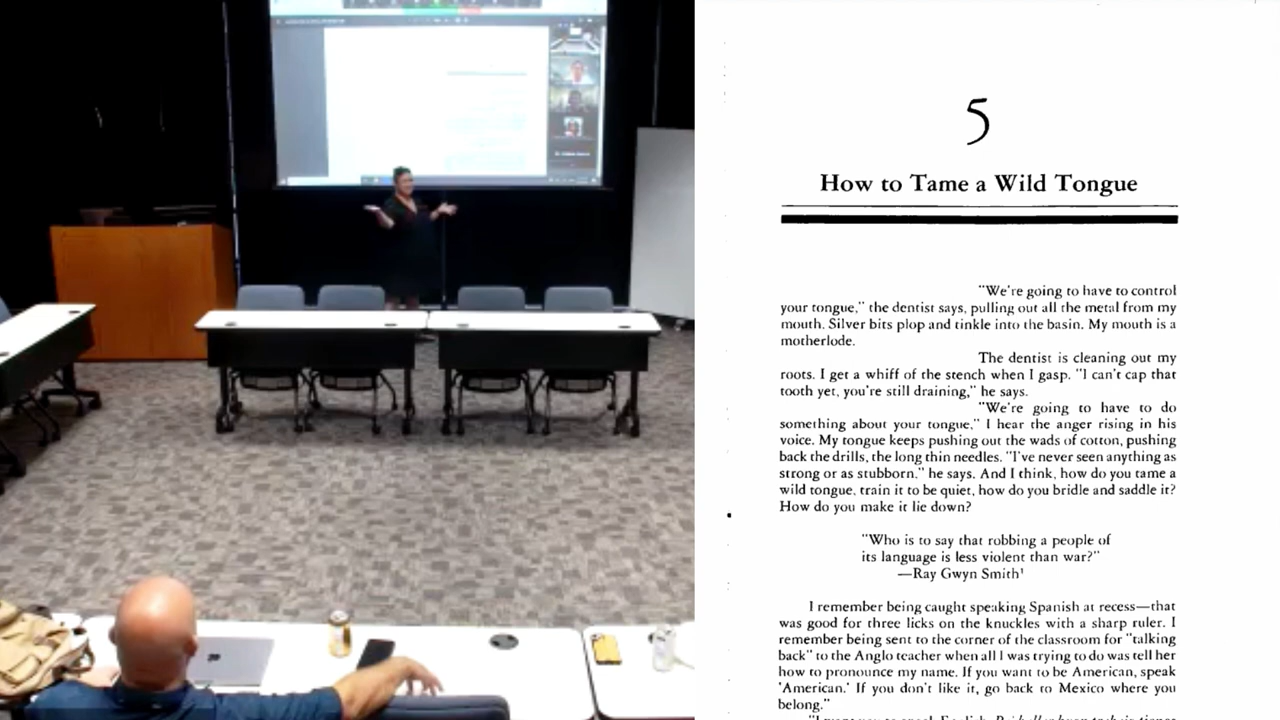 5
How to Tame a Wild Tongue
"We're going to have to control
your tongue," the dentist says, pulling out all the metal from my
mouth. Silver bits plop and tinkle into the basin. My mouth is a
motherlode.
The dentist is cleaning out my
roots. I get a whiff of the stench when I gasp. "I can't cap that
tooth yet, you're still draining," he says.
"We're going to have to do
something about your tongue," I hear the anger rising in his
voice. My tongue keeps pushing out the wads of cotton, pushing
back the drills, the long thin needles. "I've never seen anything as
strong or as stubborn," he says. And I think, how do you tame a
wild tongue, train it to be quiet, how do you bridle and saddle it?
How do you make it lie down?
"Who is to say that robbing a people of
its language is less violent than war?"
—Ray Gwyn Smith¹
I remember being caught speaking Spanish at recess—that
was good for three licks on the knuckles with a sharp ruler. I
remember being sent to the corner of the classroom for "talking
back" to the Anglo teacher when all I was trying to do was tell her
how to pronounce my name. If you want to be American, speak
'American.' If you don't like it, go back to Mexico where you
belong."